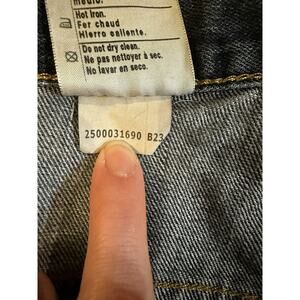 medio.
Hot Iron.
Fer chaud
Hierro caliente.
Do not dry clean.
Ne pas nettoyer à sec.
No lavar en seco.
2500031690 B23